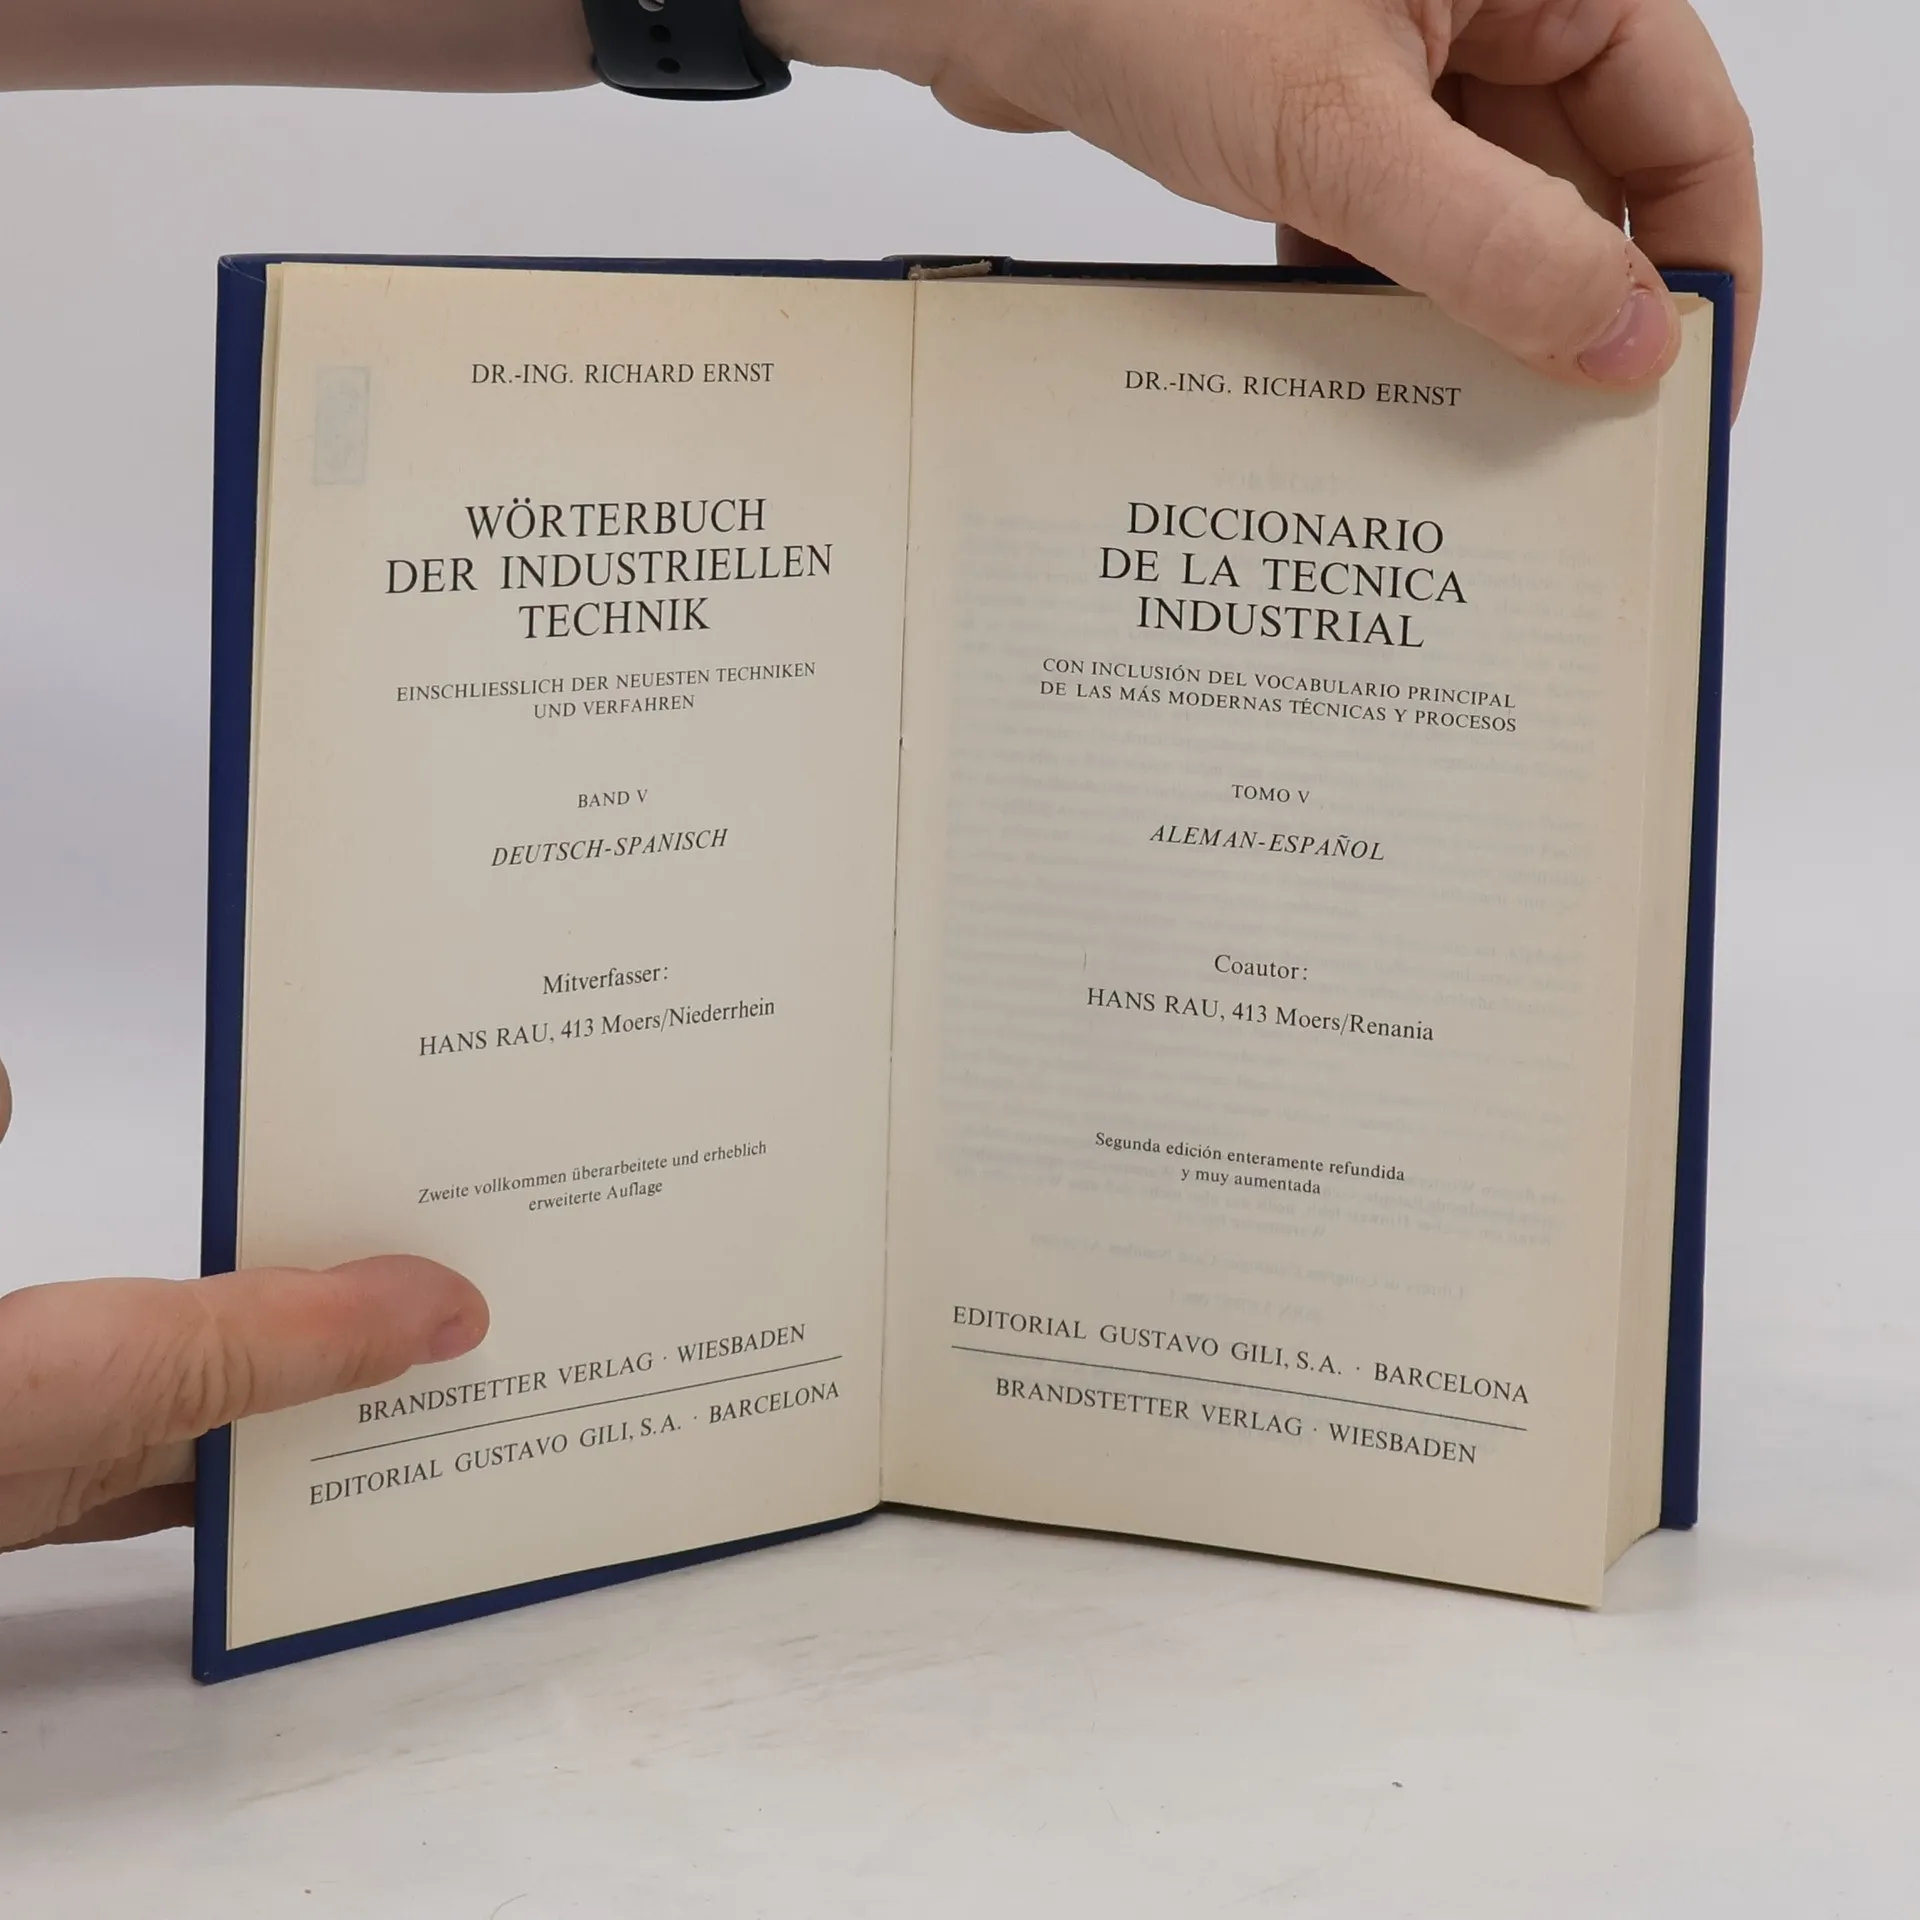 DR.-ING. RICHARD ERNST
WÖRTERBUCH
DER INDUSTRIELLEN
TECHNIK
EINSCHLIESSLICH DER NEUESTEN TECHNIKEN
UND VERFAHREN
BAND V
DEUTSCH-SPANISCH
Mitverfasser:
HANS RAU, 413 Moers/Niederrhein
Zweite vollkommen überarbeitete und erheblich
erweiterte Auflage
BRANDSTETTER VERLAG · WIESBADEN
EDITORIAL GUSTAVO GILI, S.A. · BARCELONA
DR.-ING. RICHARD ERNST
DICCIONARIO
DE LA TECNICA
INDUSTRIAL
CON INCLUSIÓN DEL VOCABULARIO PRINCIPAL
DE LAS MÁS MODERNAS TÉCNICAS Y PROCESOS
TOMO V
ALEMAN-ESPAÑOL
Coautor:
HANS RAU, 413 Moers/Renania
Segunda edición enteramente refundida
y muy aumentada
EDITORIAL GUSTAVO GILI, S.A. · BARCELONA
BRANDSTETTER VERLAG · WIESBADEN